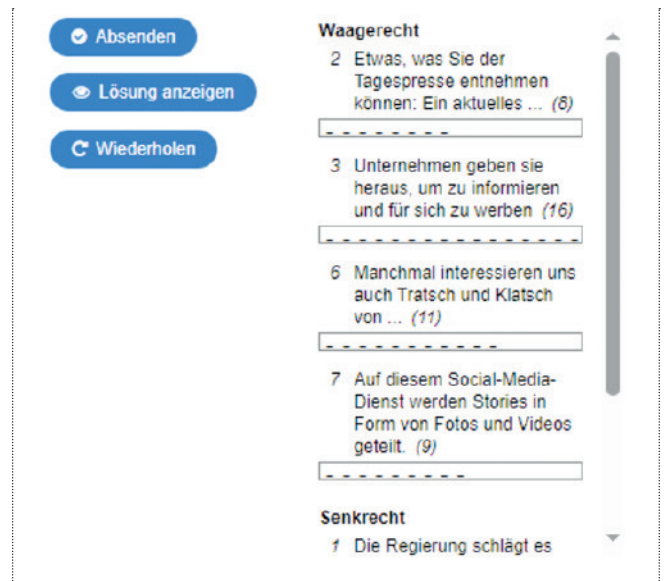 Absenden
Lösung anzeigen
Wiederholen
Waagerecht
2 Etwas, was Sie der
Tagespresse entnehmen
können: Ein aktuelles ... (8)
_ _ _ _ _ _ _ _
3 Unternehmen geben sie
heraus, um zu informieren
und für sich zu werben (16)
_ _ _ _ _ _ _ _ _ _ _ _ _ _ _ _
6 Manchmal interessieren uns
auch Tratsch und Klatsch
von ... (11)
_ _ _ _ _ _ _ _ _ _ _
7 Auf diesem Social-Media-
Dienst werden Stories in
Form von Fotos und Videos
geteilt. (9)
_ _ _ _ _ _ _ _ _
Senkrecht
1 Die Regierung schlägt es